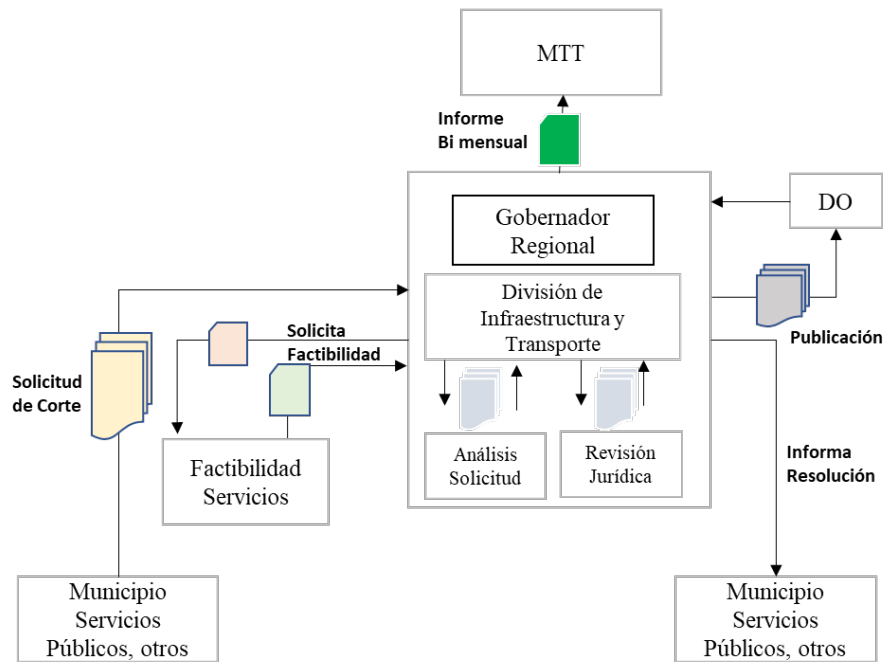 MTT
Informe
Bi mensual
Gobernador
Regional
DO
División de
Infraestructura y
Transporte
Publicación
Solicita
Factibilidad
Solicitud
de Corte
Factibilidad
Servicios
Análisis
Solicitud
Revisión
Jurídica
Informa
Resolución
Municipio
Servicios
Públicos, otros
Municipio
Servicios
Públicos, otros